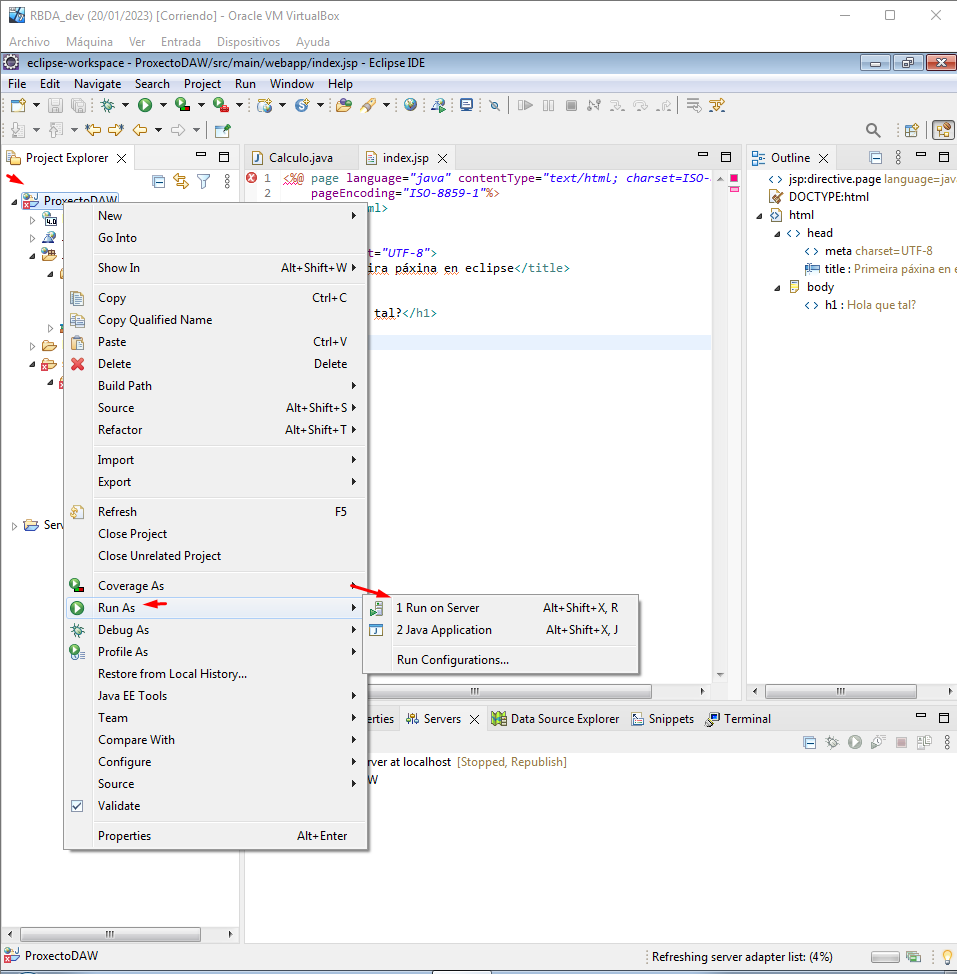 RBDA_dev (20/01/2023) [Corriendo] - Oracle VM VirtualBox
Archivo Máquina Ver Entrada Dispositivos Ayuda
eclipse-workspace - ProxectoDAW/src/main/webapp/index.jsp - Eclipse IDE
File Edit Navigate Search Project Run Window Help
Project Explorer
Calculo.java
index.jsp
Outline
ProxectoDAW
1 <%@ page language="java" contentType="text/html; charset=ISO-
2 pageEncoding="ISO-8859-1"%>
ml>
t="UTF-8">
ira páxina en eclipse</title>
tal?</h1>
jsp:directive.page language=jav
DOCTYPE:html
html
head
meta charset=UTF-8
title : Primeira páxina en e
body
h1 : Hola que tal?
Serv
New
Go Into
Show In Alt+Shift+W
Copy Ctrl+C
Copy Qualified Name
Paste Ctrl+V
Delete Delete
Build Path
Source Alt+Shift+S
Refactor Alt+Shift+T
Import
Export
Refresh F5
Close Project
Close Unrelated Project
Coverage As
Run As
Debug As
Profile As
Restore from Local History...
Java EE Tools
Team
Compare With
Configure
Source
Validate
Properties Alt+Enter
1 Run on Server Alt+Shift+X, R
2 Java Application Alt+Shift+X, J
Run Configurations...
erties Servers Data Source Explorer Snippets Terminal
rver at localhost [Stopped, Republish]
W
ProxectoDAW
Refreshing server adapter list: (4%)